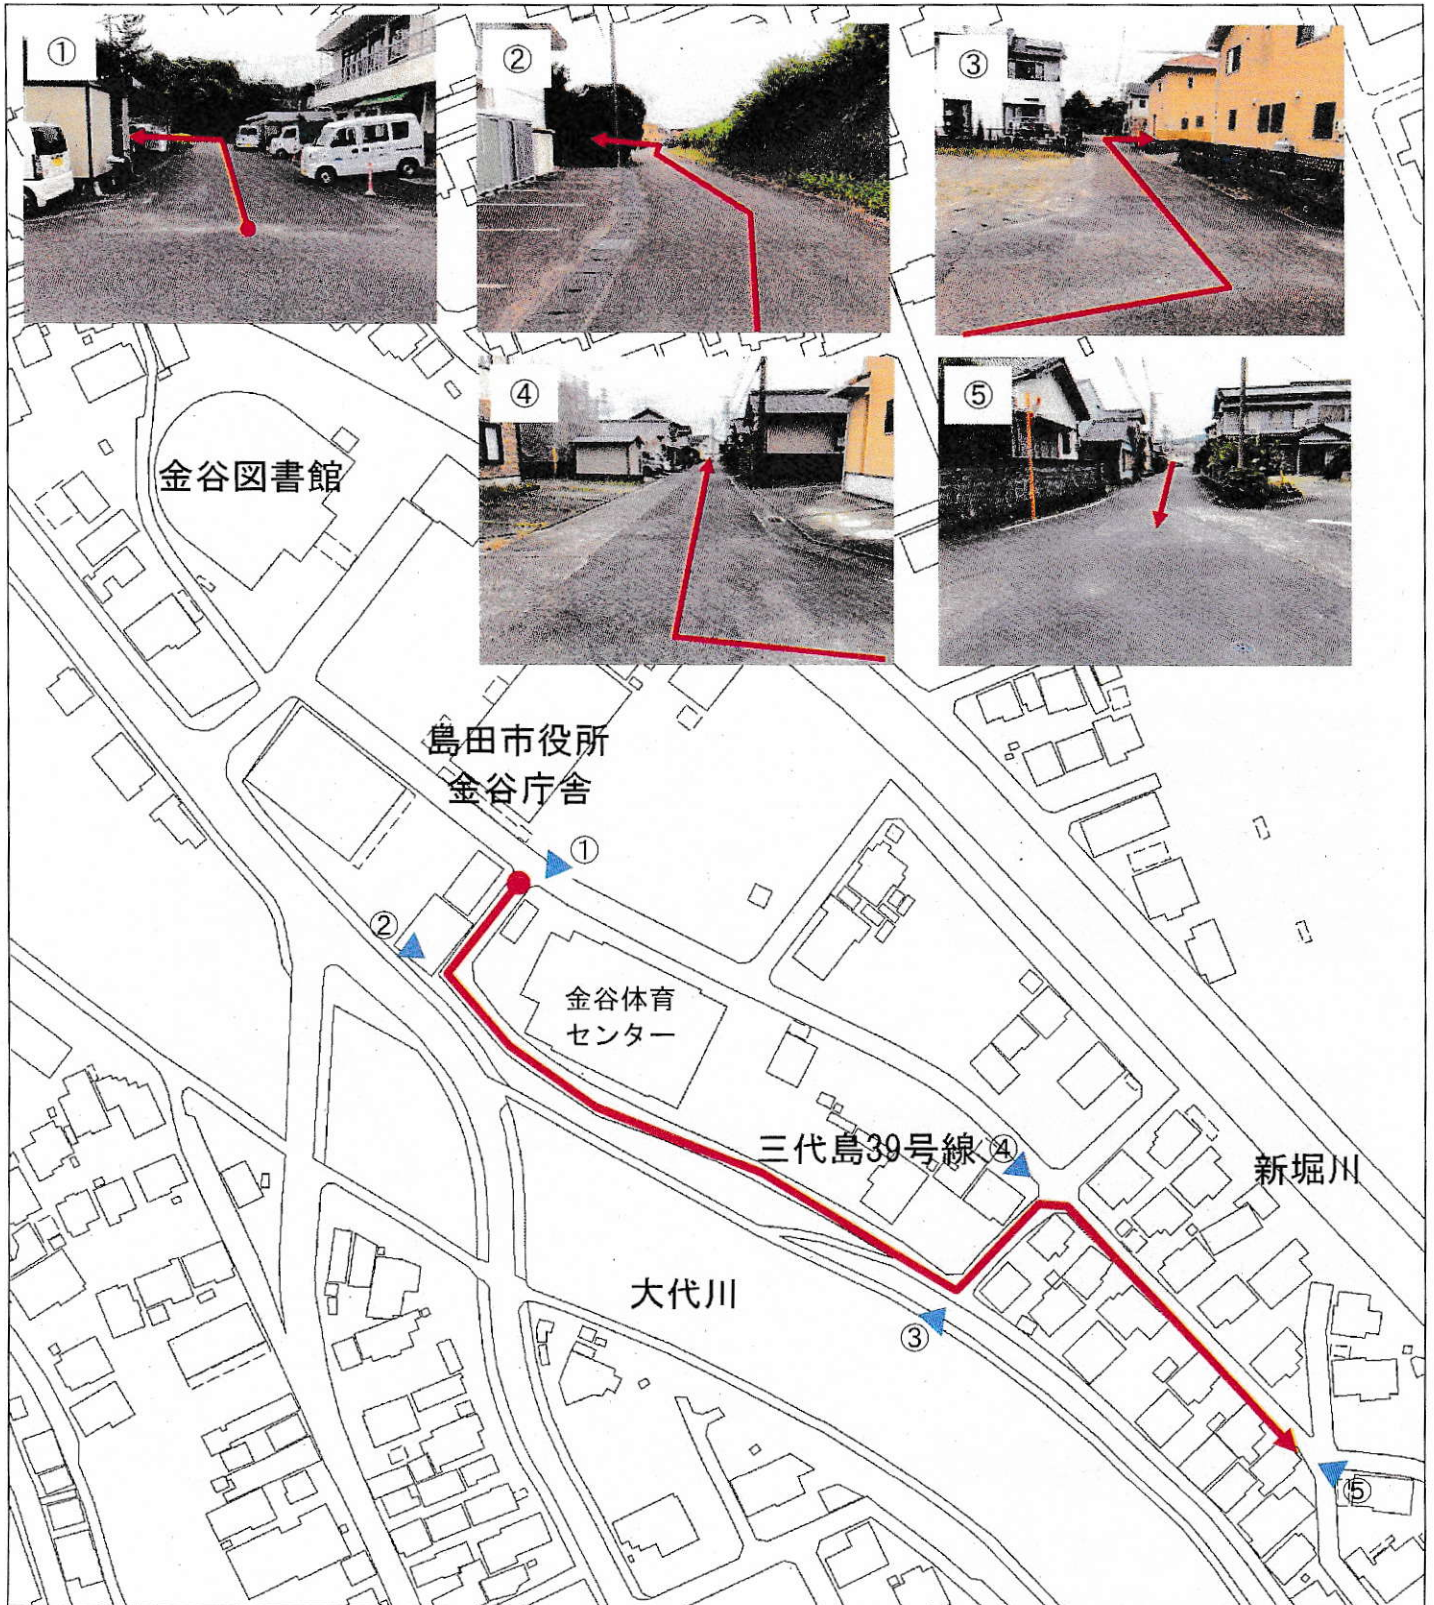 ①
②
③
④
⑤
金谷図書館
島田市役所
金谷庁舎
①
②
金谷体育
センター
三代島39号線
④
新堀川
大代川
③
⑤